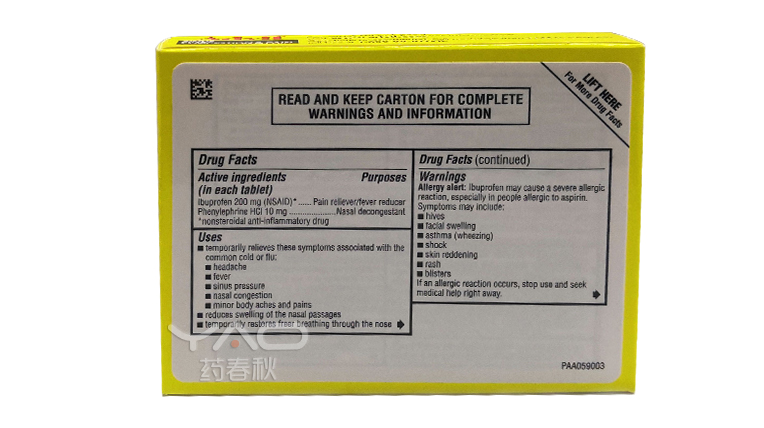 READ AND KEEP CARTON FOR COMPLETE
WARNINGS AND INFORMATION
LIFT HERE
For More Drug Facts
Drug Facts
Active ingredients Purposes
(in each tablet)
Ibuprofen 200 mg (NSAID)* ...... Pain reliever/fever reducer
Phenylephrine HCl 10 mg ..................... Nasal decongestant
*nonsteroidal anti-inflammatory drug
Uses
■ temporarily relieves these symptoms associated with the
common cold or flu:
■ headache
■ fever
■ sinus pressure
■ nasal congestion
■ minor body aches and pains
■ reduces swelling of the nasal passages
■ temporarily restores freer breathing through the nose
Drug Facts (continued)
Warnings
Allergy alert: Ibuprofen may cause a severe allergic
reaction, especially in people allergic to aspirin.
Symptoms may include:
■ hives
■ facial swelling
■ asthma (wheezing)
■ shock
■ skin reddening
■ rash
■ blisters
If an allergic reaction occurs, stop use and seek
medical help right away.
PAA059003
YAO
药春秋